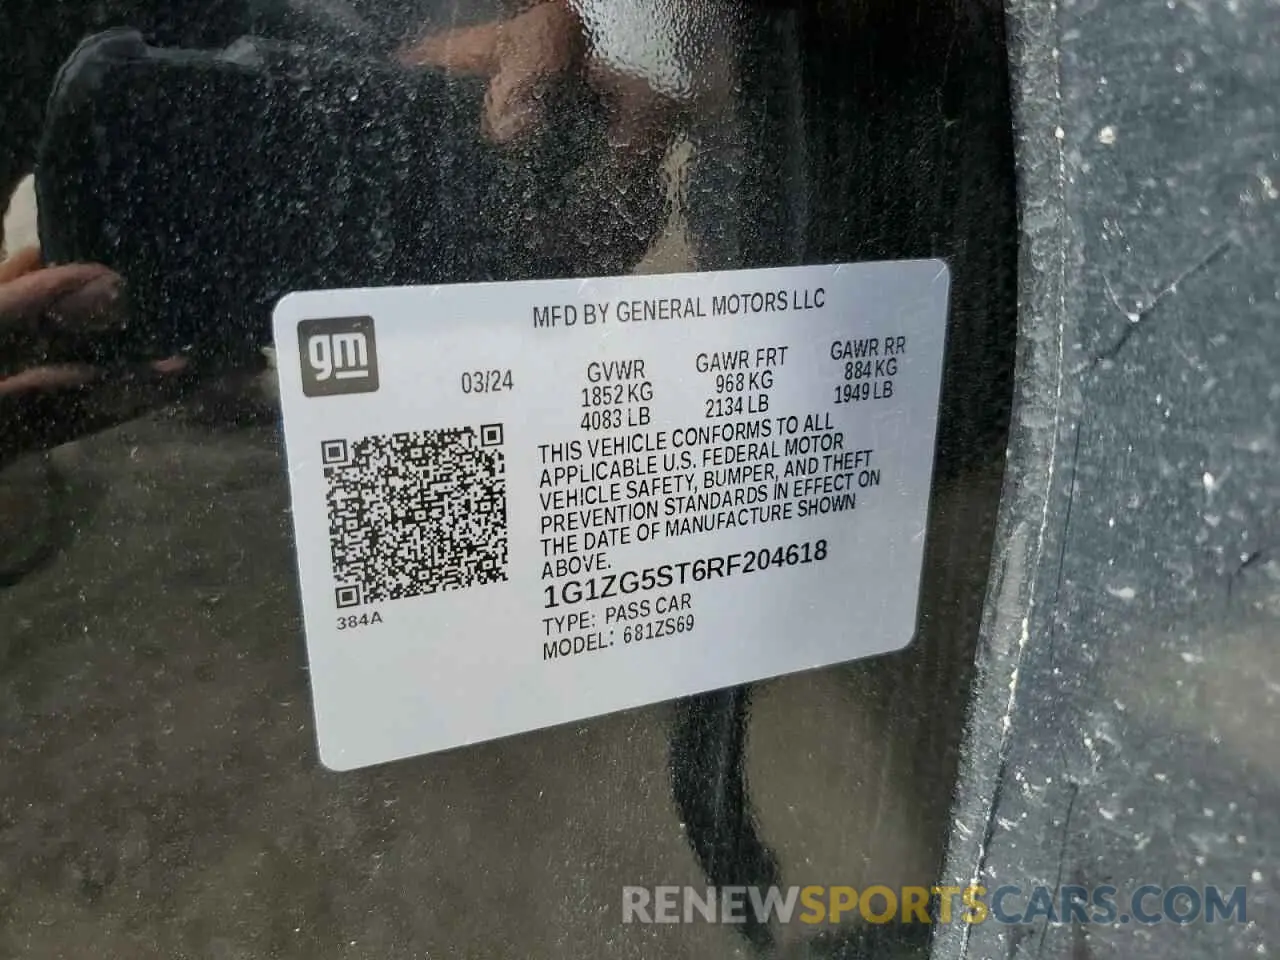 MFD BY GENERAL MOTORS LLC
gm
03/24
GVWR
1852 KG
4083 LB
GAWR FRT
968 KG
2134 LB
GAWR RR
884 KG
1949 LB
THIS VEHICLE CONFORMS TO ALL
APPLICABLE U.S. FEDERAL MOTOR
VEHICLE SAFETY, BUMPER, AND THEFT
PREVENTION STANDARDS IN EFFECT ON
THE DATE OF MANUFACTURE SHOWN
ABOVE.
1G1ZG5ST6RF204618
TYPE: PASS CAR
MODEL: 681ZS69
384A
RENEWSPORTSCARS.COM